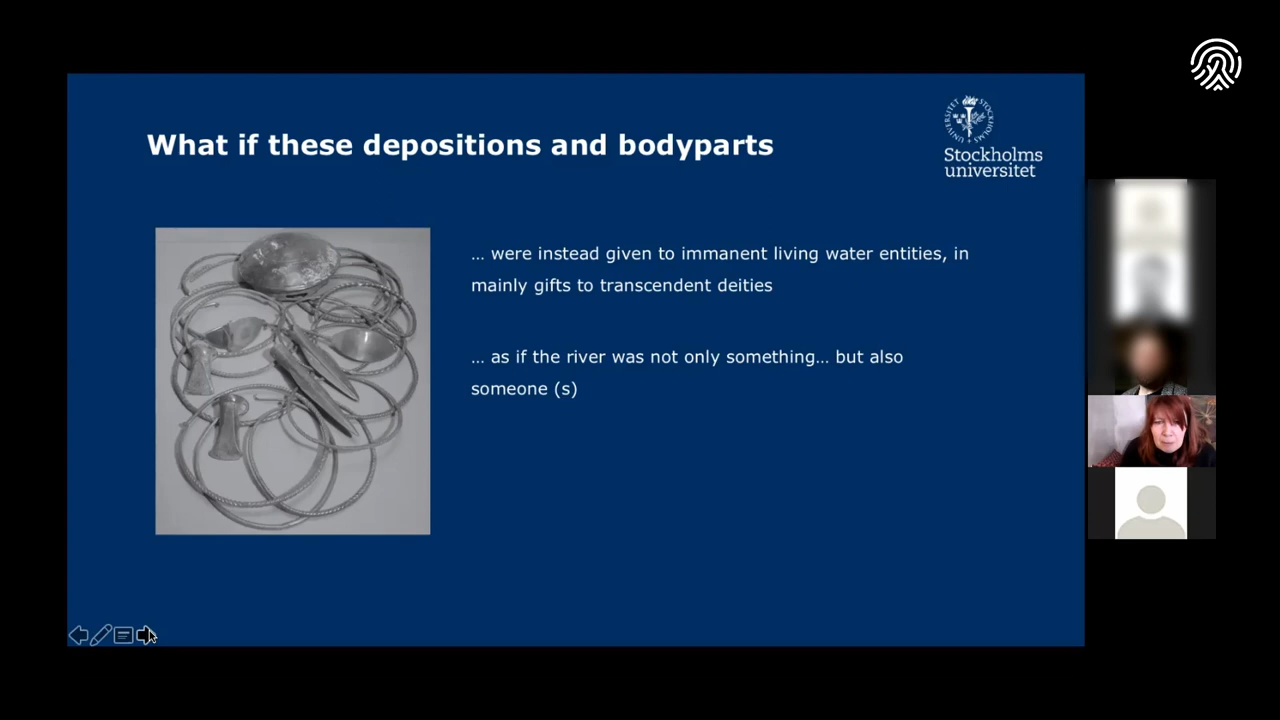 What if these depositions and bodyparts
Stockholms
universitet
... were instead given to immanent living water entities, in
mainly gifts to transcendent deities
... as if the river was not only something... but also
someone (s)